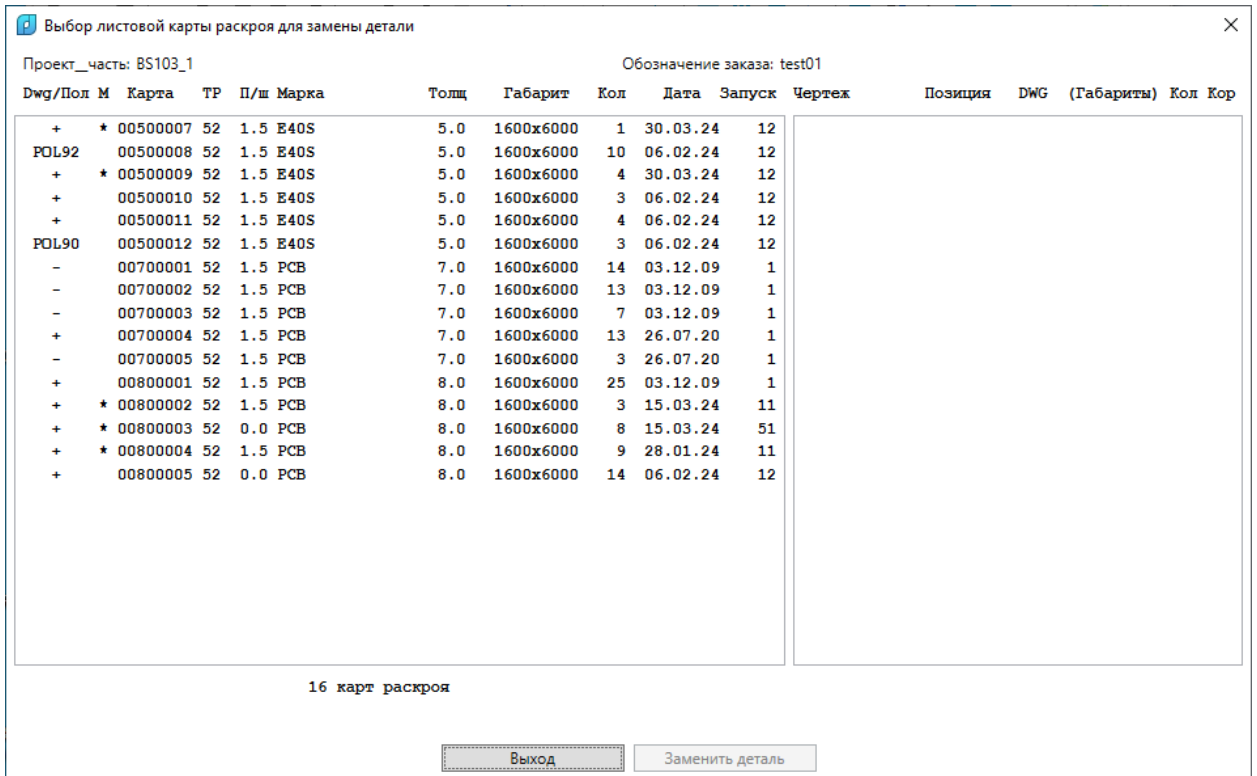 Выбор листовой карты раскроя для замены детали
Проект__часть: BS103_1 Обозначение заказа: test01
Dwg/Пол М Карта ТР П/ш Марка Толщ Габарит Кол Дата Запуск Чертеж Позиция DWG (Габариты) Кол Кор
+ * 00500007 52 1.5 E40S 5.0 1600x6000 1 30.03.24 12
POL92 00500008 52 1.5 E40S 5.0 1600x6000 10 06.02.24 12
+ * 00500009 52 1.5 E40S 5.0 1600x6000 4 30.03.24 12
+ 00500010 52 1.5 E40S 5.0 1600x6000 3 06.02.24 12
+ 00500011 52 1.5 E40S 5.0 1600x6000 4 06.02.24 12
POL90 00500012 52 1.5 E40S 5.0 1600x6000 3 06.02.24 12
- 00700001 52 1.5 PCB 7.0 1600x6000 14 03.12.09 1
- 00700002 52 1.5 PCB 7.0 1600x6000 13 03.12.09 1
- 00700003 52 1.5 PCB 7.0 1600x6000 7 03.12.09 1
+ 00700004 52 1.5 PCB 7.0 1600x6000 13 26.07.20 1
- 00700005 52 1.5 PCB 7.0 1600x6000 3 26.07.20 1
+ 00800001 52 1.5 PCB 8.0 1600x6000 25 03.12.09 1
+ * 00800002 52 1.5 PCB 8.0 1600x6000 3 15.03.24 11
+ * 00800003 52 0.0 PCB 8.0 1600x6000 8 15.03.24 51
+ * 00800004 52 1.5 PCB 8.0 1600x6000 9 28.01.24 11
+ 00800005 52 0.0 PCB 8.0 1600x6000 14 06.02.24 12
16 карт раскроя
Выход Заменить деталь